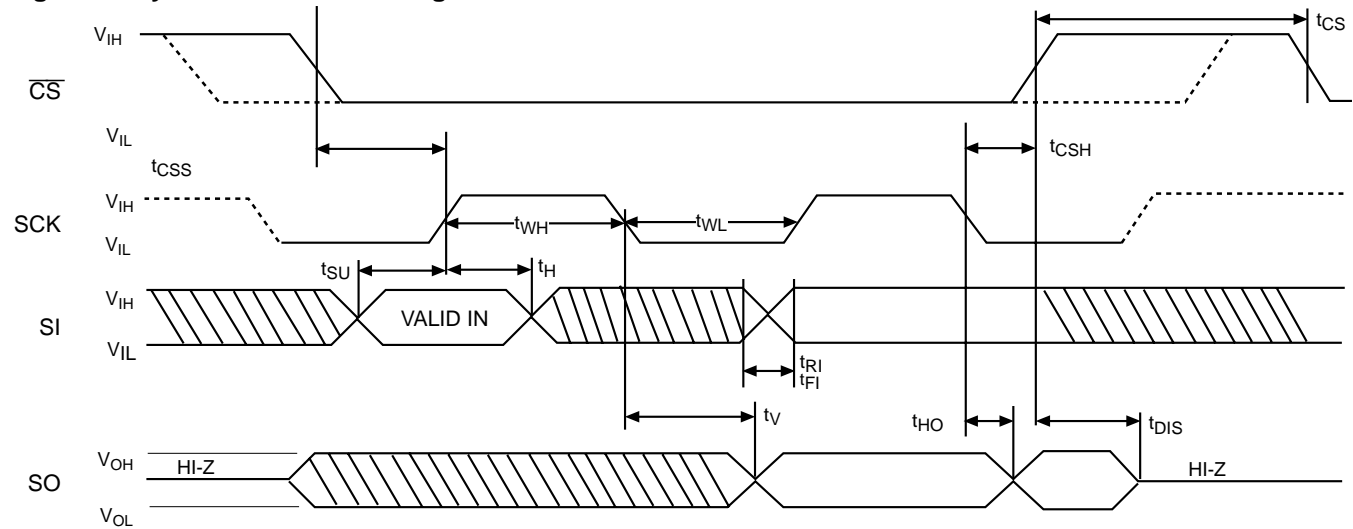 tCS
VIH
CS
VIL
tCSS
tCSH
VIH
SCK
tWH
tWL
VIL
tSU
tH
VIH
SI
VALID IN
VIL
tRI
tFI
tV
tHO
tDIS
VOH
HI-Z
HI-Z
SO
VOL